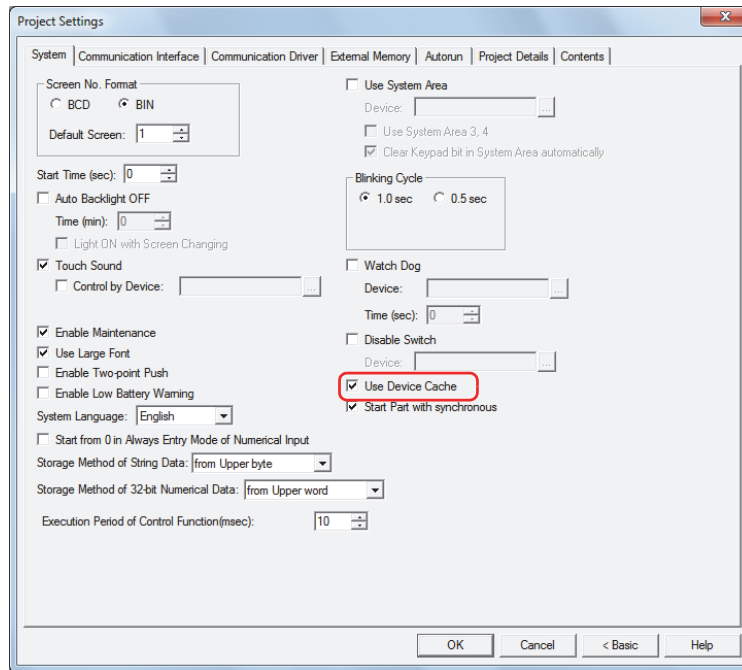 Project Settings
System Communication Interface Communication Driver External Memory Autorun Project Details Contents
Screen No. Format
BCD BIN
Default Screen: 1
Start Time (sec): 0
Auto Backlight OFF
Time (min): 0
Light ON with Screen Changing
Touch Sound
Control by Device: ...
Enable Maintenance
Use Large Font
Enable Two-point Push
Enable Low Battery Warning
System Language: English
Start from 0 in Always Entry Mode of Numerical Input
Storage Method of String Data: from Upper byte
Storage Method of 32-bit Numerical Data: from Upper word
Execution Period of Control Function(msec): 10
Use System Area
Device: ...
Use System Area 3, 4
Clear Keypad bit in System Area automatically
Blinking Cycle
1.0 sec 0.5 sec
Watch Dog
Device: ...
Time (sec): 0
Disable Switch
Device: ...
Use Device Cache
Start Part with synchronous
OK Cancel < Basic Help